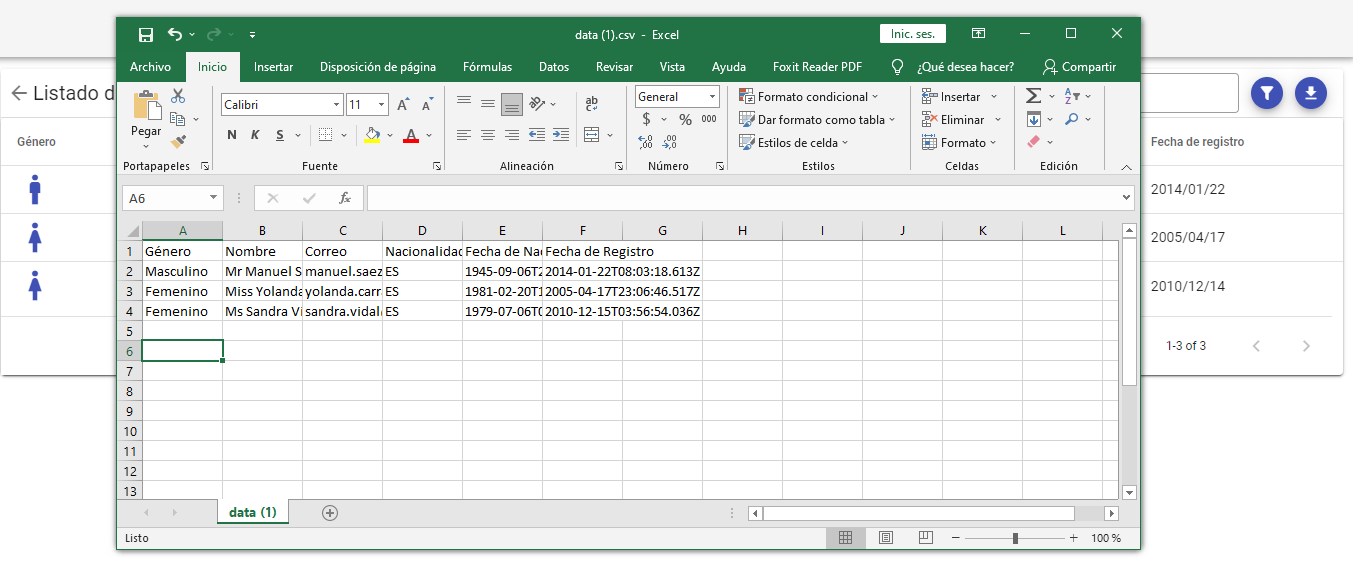 data (1).csv - Excel
Inic. ses.
Archivo Inicio Insertar Disposición de página Fórmulas Datos Revisar Vista Ayuda Foxit Reader PDF ¿Qué desea hacer? Compartir
Listado d
Pegar
Calibri 11
N K S
ab
General
$ % 000
Formato condicional
Dar formato como tabla
Estilos de celda
Insertar
Eliminar
Formato
Portapapeles Fuente Alineación Número Estilos Celdas Edición
A6
fx
A B C D E F G H I J K L
1 Género Nombre Correo Nacionalidad Fecha de Nac Fecha de Registro
2 Masculino Mr Manuel S manuel.saez ES 1945-09-06T2 2014-01-22T08:03:18.613Z
3 Femenino Miss Yolanda yolanda.carr ES 1981-02-20T1 2005-04-17T23:06:46.517Z
4 Femenino Ms Sandra Vi sandra.vidal ES 1979-07-06T0 2010-12-15T03:56:54.036Z
5
6
7
8
9
10
11
12
13
data (1)
Listo
100 %
Género
Fecha de registro
2014/01/22
2005/04/17
2010/12/14
1-3 of 3